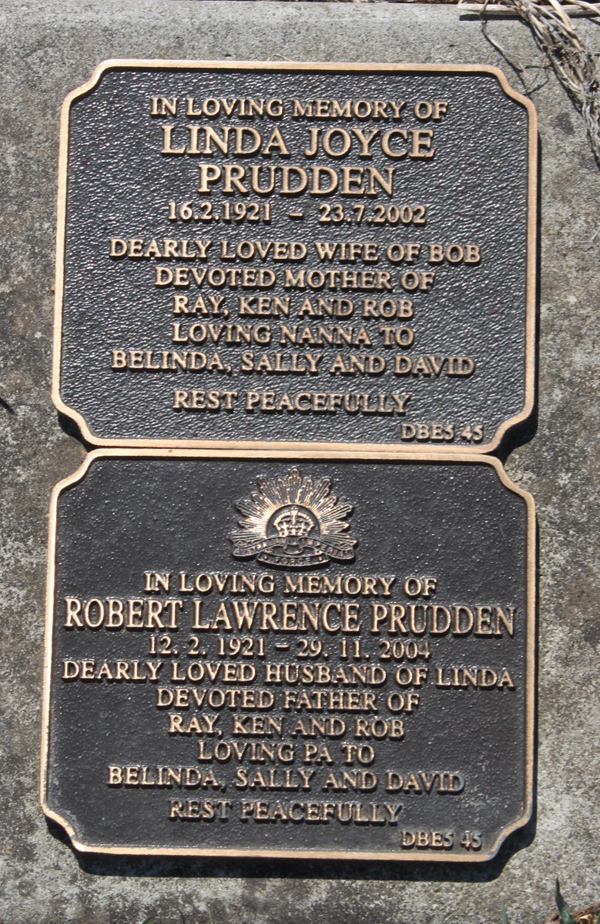 IN LOVING MEMORY OF
LINDA JOYCE
PRUDDEN
16.2.1921 – 23.7.2002
DEARLY LOVED WIFE OF BOB
DEVOTED MOTHER OF
RAY, KEN AND ROB
LOVING NANNA TO
BELINDA, SALLY AND DAVID
REST PEACEFULLY
DBES 45
IN LOVING MEMORY OF
ROBERT LAWRENCE PRUDDEN
12. 2. 1921 – 29. 11. 2004
DEARLY LOVED HUSBAND OF LINDA
DEVOTED FATHER OF
RAY, KEN AND ROB
LOVING PA TO
BELINDA, SALLY AND DAVID
REST PEACEFULLY
DBES 45